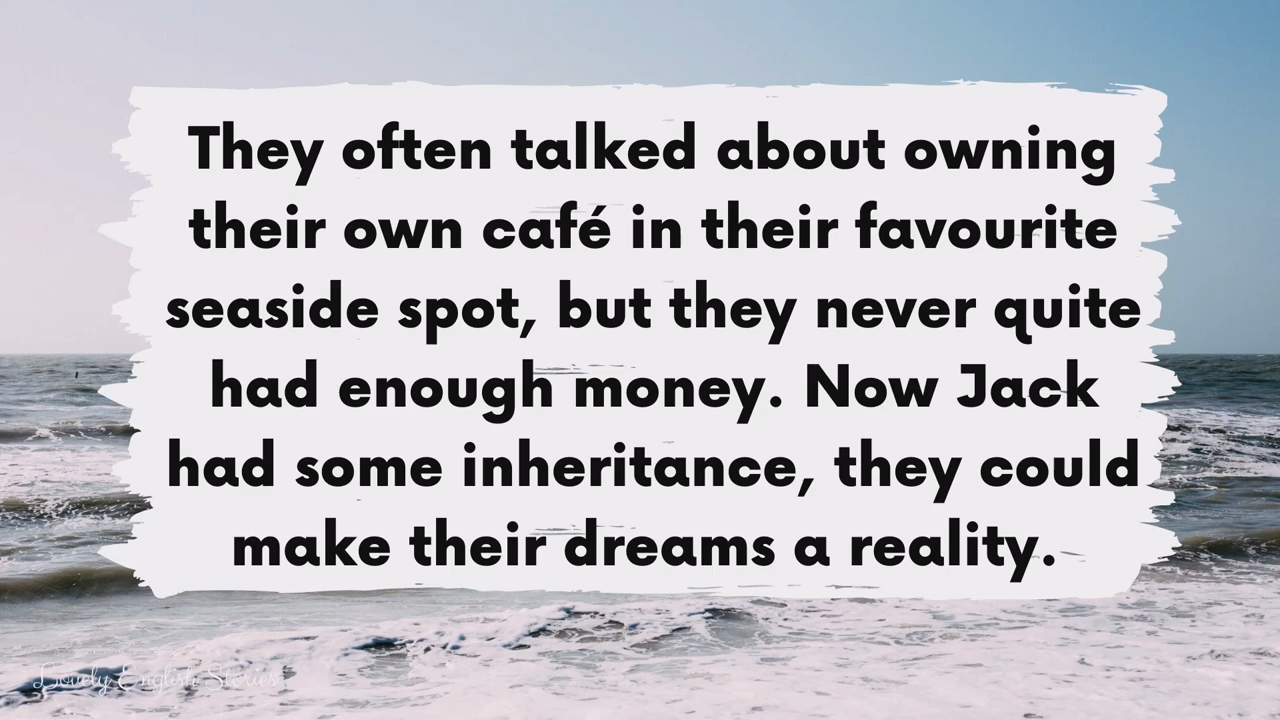 They often talked about owning
their own café in their favourite
seaside spot, but they never quite
had enough money. Now Jack
had some inheritance, they could
make their dreams a reality.
Lovely English Stories